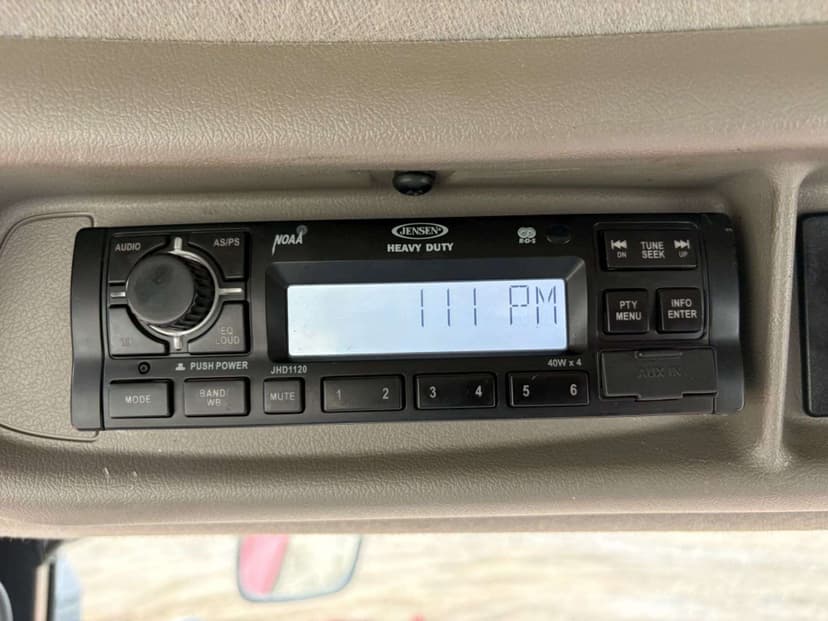 AUDIO
AS/PS
NOAA
JENSEN®
HEAVY DUTY
R·D·S
DN
TUNE
SEEK
UP
111 PM
PTY
MENU
INFO
ENTER
EQ
LOUD
PUSH POWER
JHD1120
40W x 4
AUX IN
MODE
BAND/
WB
MUTE
1 2
3 4
5 6